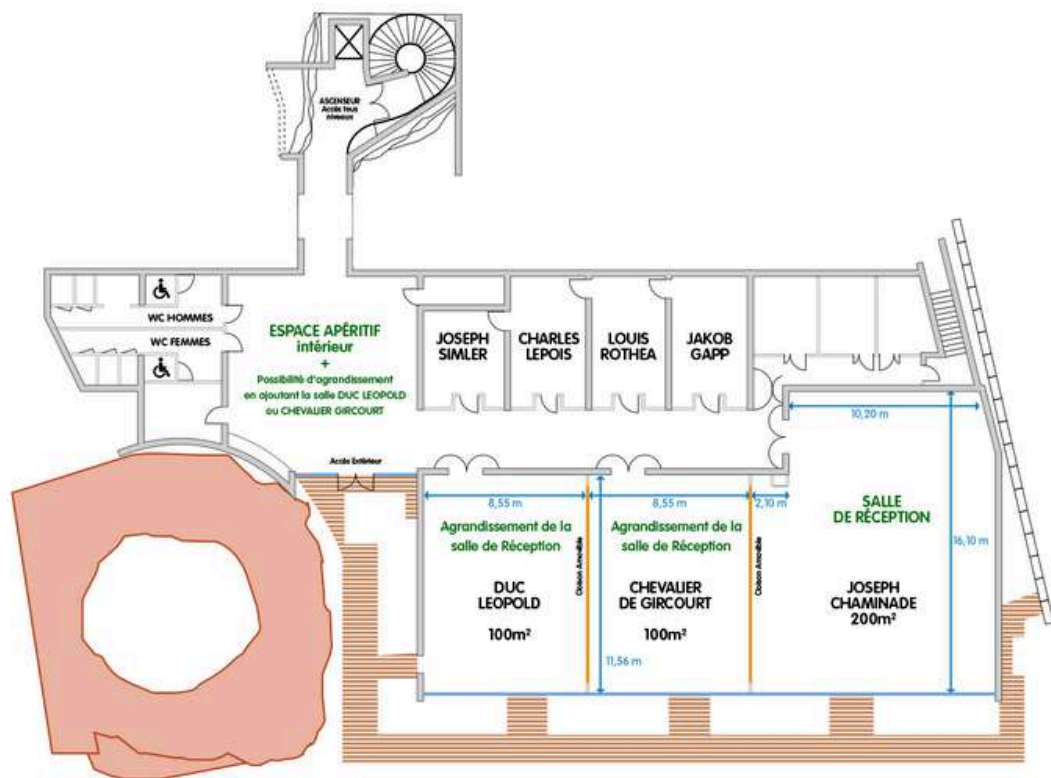 ASCENSEUR
Accès tous
niveaux
WC HOMMES
WC FEMMES
ESPACE APÉRITIF
intérieur
+
Possibilité d'agrandissement
en ajoutant la salle DUC LEOPOLD
ou CHEVALIER GIRCOURT
JOSEPH
SIMLER
CHARLES
LEPOIS
LOUIS
ROTHEA
JAKOB
GAPP
10,20 m
Accès Extérieur
8,55 m
8,55 m
2,10 m
Agrandissement de la
salle de Réception
Agrandissement de la
salle de Réception
SALLE
DE RÉCEPTION
16,10 m
Cloison Amovible
Cloison Amovible
DUC
LEOPOLD
100m²
CHEVALIER
DE GIRCOURT
100m²
JOSEPH
CHAMINADE
200m²
11,56 m